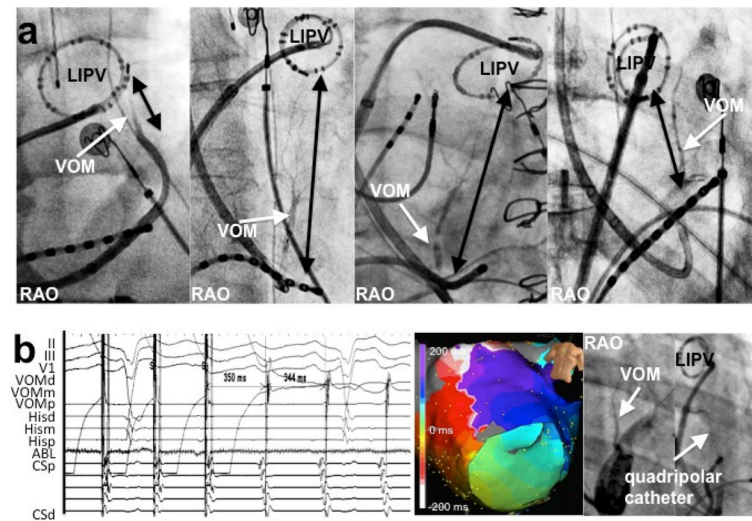 a
LIPV
VOM
RAO
LIPV
VOM
RAO
LIPV
VOM
RAO
LIPV
VOM
RAO
b
II
III
V1
VOMd
VOMm
VOMp
Hisd
Hism
Hisp
ABL
CSp
CSd
350 ms
344 ms
200 ms
0 ms
-200 ms
RAO
LIPV
VOM
quadripolar
catheter